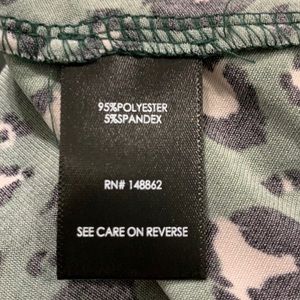 95%POLYESTER
5%SPANDEX
RN# 148862
SEE CARE ON REVERSE